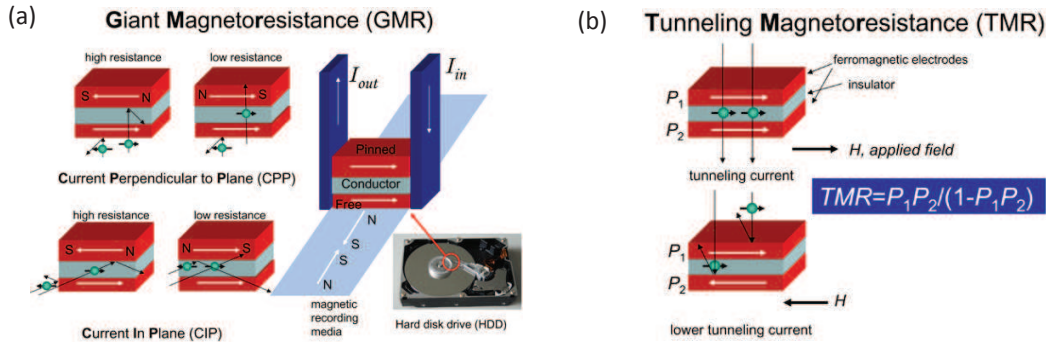 (a)
Giant Magnetoresistance (GMR)
high resistance
low resistance
S N
N S
Current Perpendicular to Plane (CPP)
high resistance
low resistance
S N
N S
Current In Plane (CIP)
I_out
I_in
Pinned
Conductor
Free
N
S
S
N
magnetic
recording
media
Hard disk drive (HDD)
(b)
Tunneling Magnetoresistance (TMR)
ferromagnetic electrodes
insulator
P₁
P₂
H, applied field
tunneling current
TMR=P₁P₂/(1-P₁P₂)
P₁
P₂
H
lower tunneling current